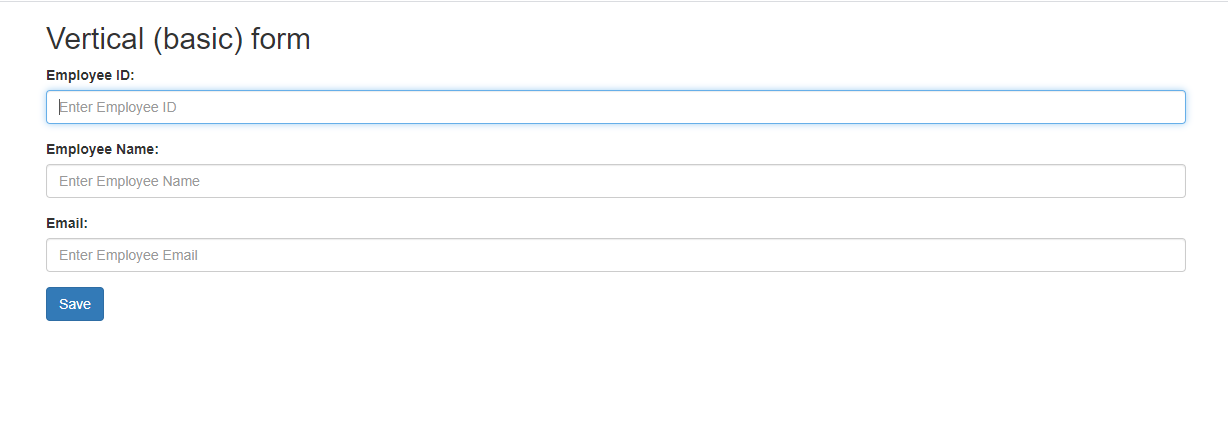 Vertical (basic) form
Employee ID:
Enter Employee ID
Employee Name:
Enter Employee Name
Email:
Enter Employee Email
Save